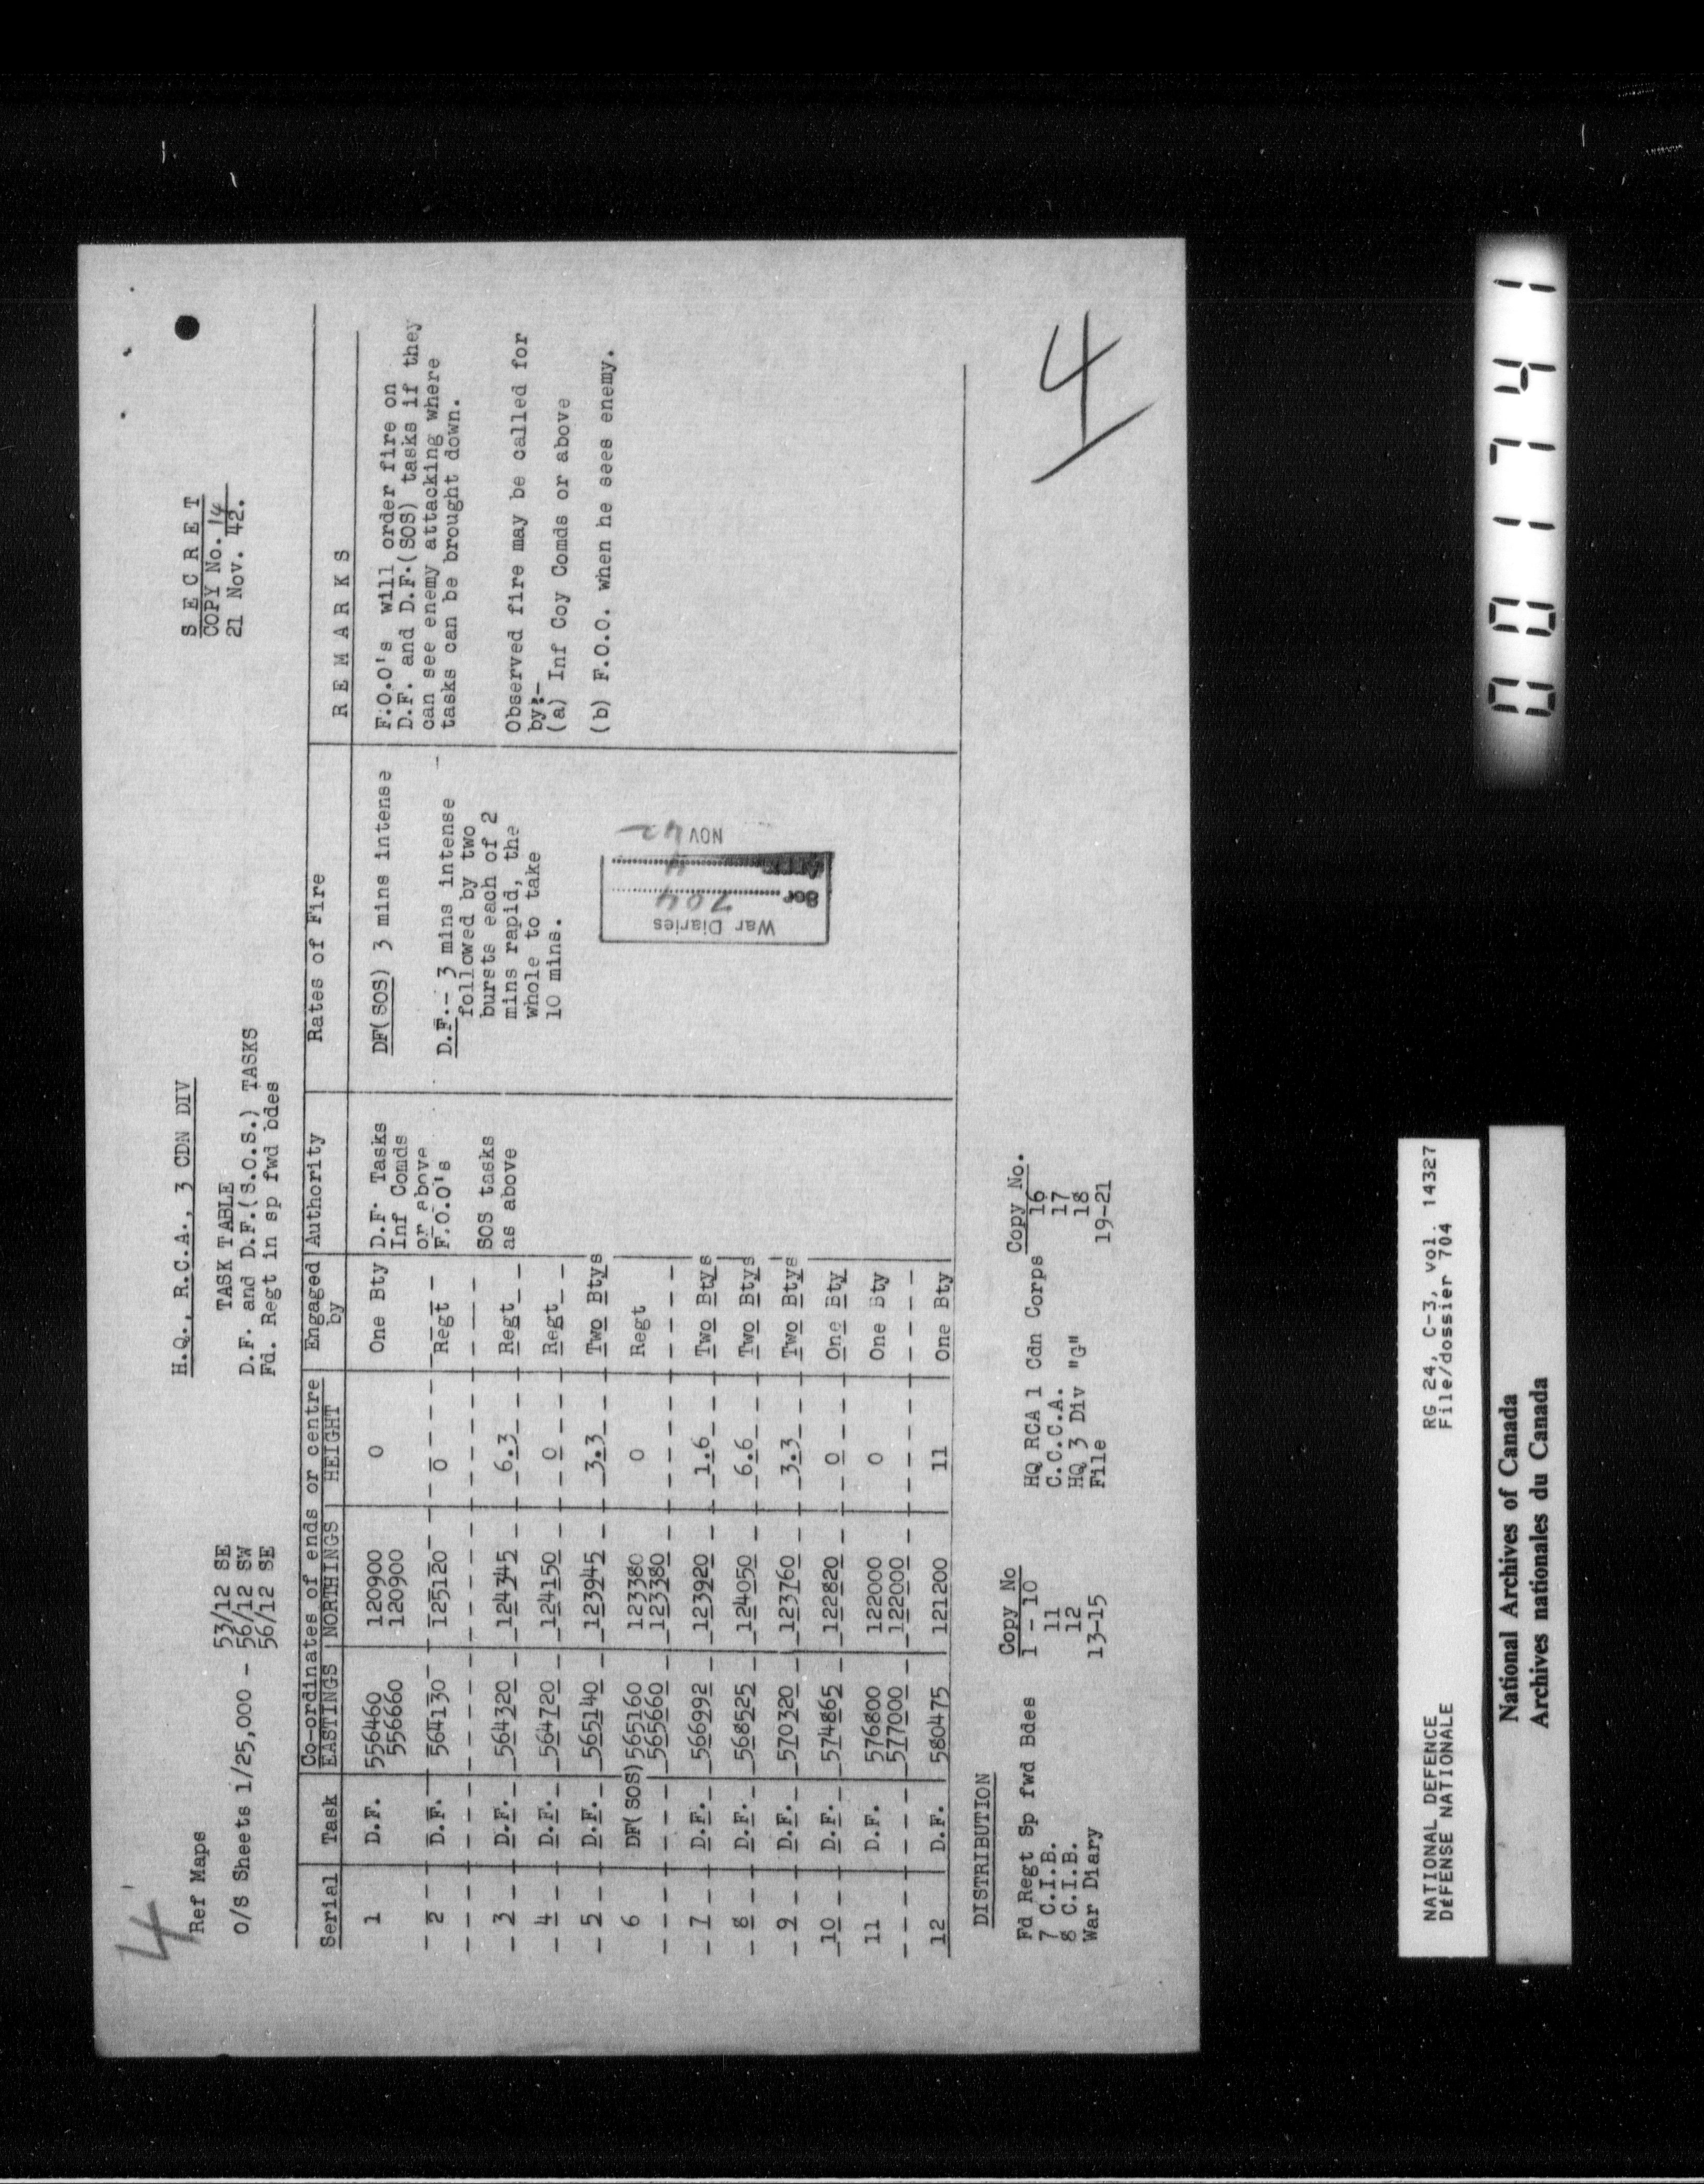 4
S E C R E T
COPY No. 14
21 Nov. 42.
H.Q., R.C.A., 3 CDN DIV
Ref Maps
TASK TABLE
O/S Sheets 1/25,000 - 53/12 SE
56/12 SW
56/12 SE
D.F. and D.F.(S.O.S.) TASKS
Fd. Regt in sp fwd bdes
Serial Task Co-ordinates of ends or centre Engaged by Authority Rates of Fire R E M A R K S
EASTINGS NORTHINGS HEIGHT
1 D.F. 556460 120900 0 One Bty
556660 120900
2 D.F. 564130 125120 0 Regt
3 D.F. 564320 124345 6.3 Regt
4 D.F. 564720 124150 0 Regt
5 D.F. 565140 123945 3.3 Two Btys
6 DF(SOS) 565160 123380 0 Regt
565660 123380
7 D.F. 566992 123920 1.6 Two Btys
8 D.F. 568525 124050 6.6 Two Btys
9 D.F. 570320 123760 3.3 Two Btys
10 D.F. 574865 122820 0 One Bty
11 D.F. 576800 122000 0 One Bty
577000 122000
12 D.F. 580475 121200 11 One Bty
D.F. Tasks
Inf Comds
or above
F.O.O's
SOS tasks
as above
DF(SOS) 3 mins intense
D.F.- 3 mins intense
followed by two
bursts each of 2
mins rapid, the
whole to take
10 mins.
F.O.O's will order fire on
D.F. and D.F.(SOS) tasks if they
can see enemy attacking where
tasks can be brought down.
Observed fire may be called for
by:-
(a) Inf Coy Comds or above
(b) F.O.O. when he sees enemy.
War Diaries
Ser 704
4
NOV 42
DISTRIBUTION
Copy No
Fd Regt Sp fwd Bdes 1 - 10
7 C.I.B. 11
8 C.I.B. 12
War Diary 13-15
Copy No.
HQ RCA 1 Cdn Corps 16
C.C.C.A. 17
HQ 3 Div "G" 18
File 19-21
4
NATIONAL DEFENCE RG 24, C-3, vol. 14327
DÉFENSE NATIONALE File/dossier 704
National Archives of Canada
Archives nationales du Canada
001741